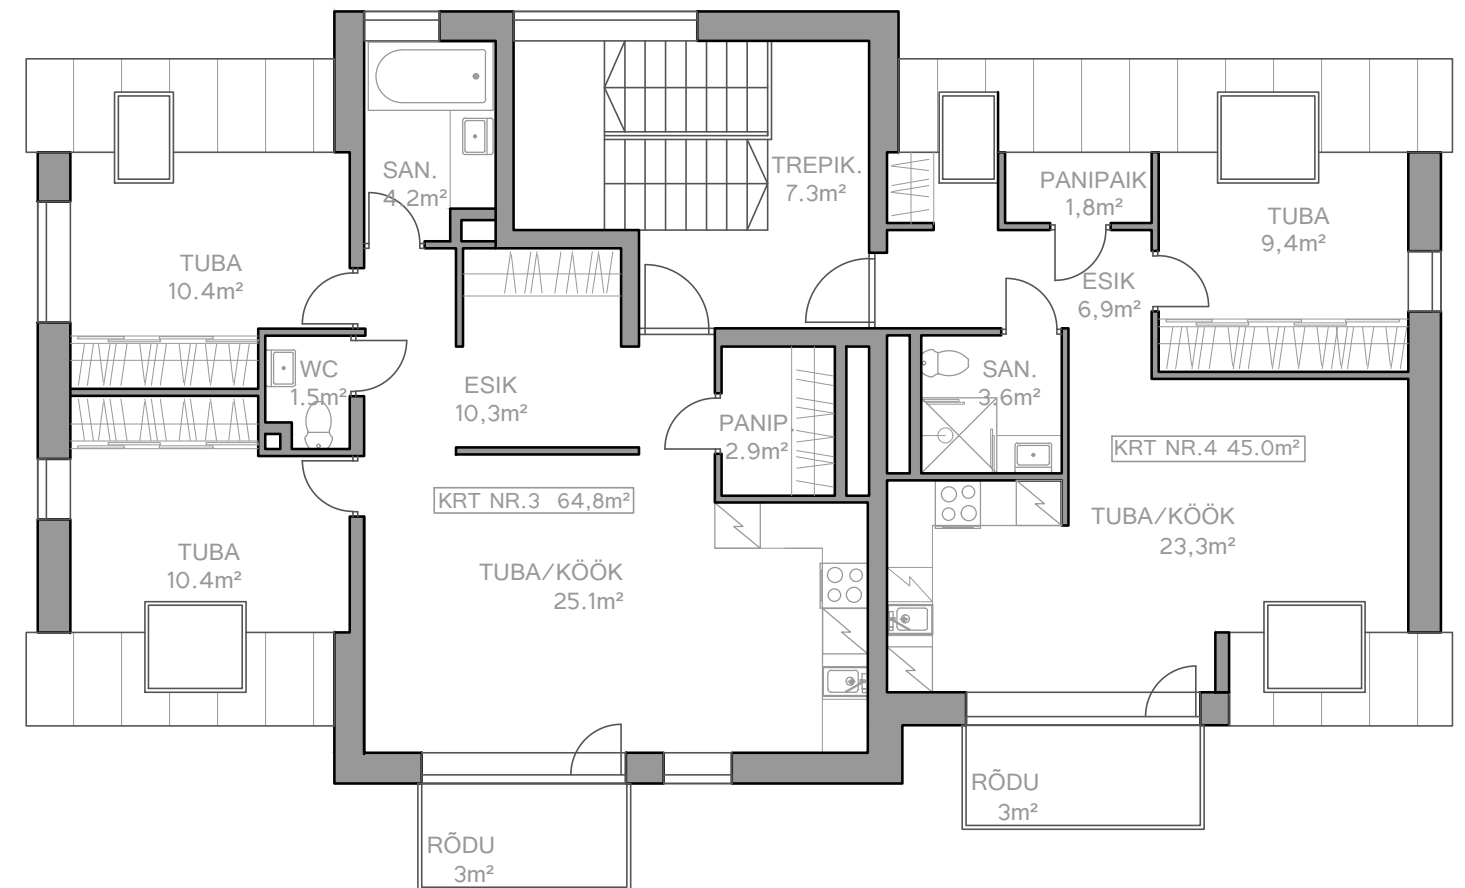 SAN.
4.2m²
TREPIK.
7.3m²
PANIPAIK
1,8m²
TUBA
9,4m²
TUBA
10.4m²
ESIK
6,9m²
WC
1.5m²
ESIK
10,3m²
SAN.
3.6m²
PANIP.
2.9m²
KRT NR.4 45.0m²
KRT NR.3 64,8m²
TUBA/KÖÖK
23,3m²
TUBA
10.4m²
TUBA/KÖÖK
25.1m²
RÕDU
3m²
RÕDU
3m²